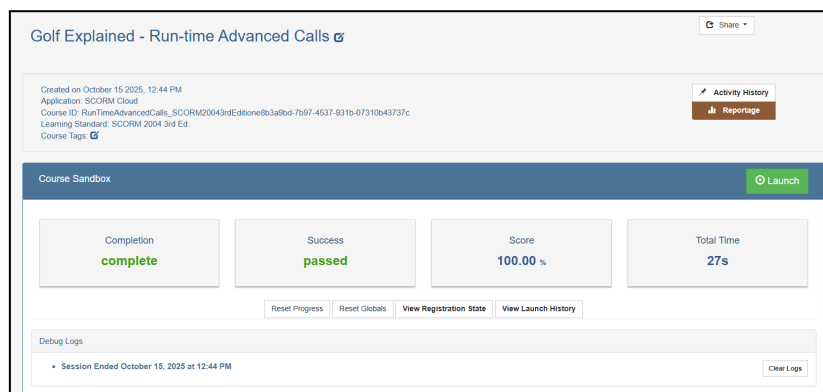 Share
Golf Explained - Run-time Advanced Calls
Created on October 15 2025, 12:44 PM
Application: SCORM Cloud
Course ID: RunTimeAdvancedCalls_SCORM20043rdEditione8b3a9bd-7b97-4537-931b-07310b43737c
Learning Standard: SCORM 2004 3rd Ed.
Course Tags:
Activity History
Reportage
Course Sandbox
Launch
Completion
complete
Success
passed
Score
100.00 %
Total Time
27s
Reset Progress Reset Globals View Registration State View Launch History
Debug Logs
Session Ended October 15, 2025 at 12:44 PM
Clear Logs